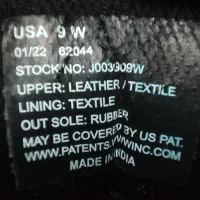 USA 9 W
01/22 62044
STOCK NO: J003909W
UPPER: LEATHER / TEXTILE
LINING: TEXTILE
OUT SOLE: RUBBER
MAY BE COVERED BY US PAT.
WWW.PATENTS.WWWINC.COM
MADE IN INDIA